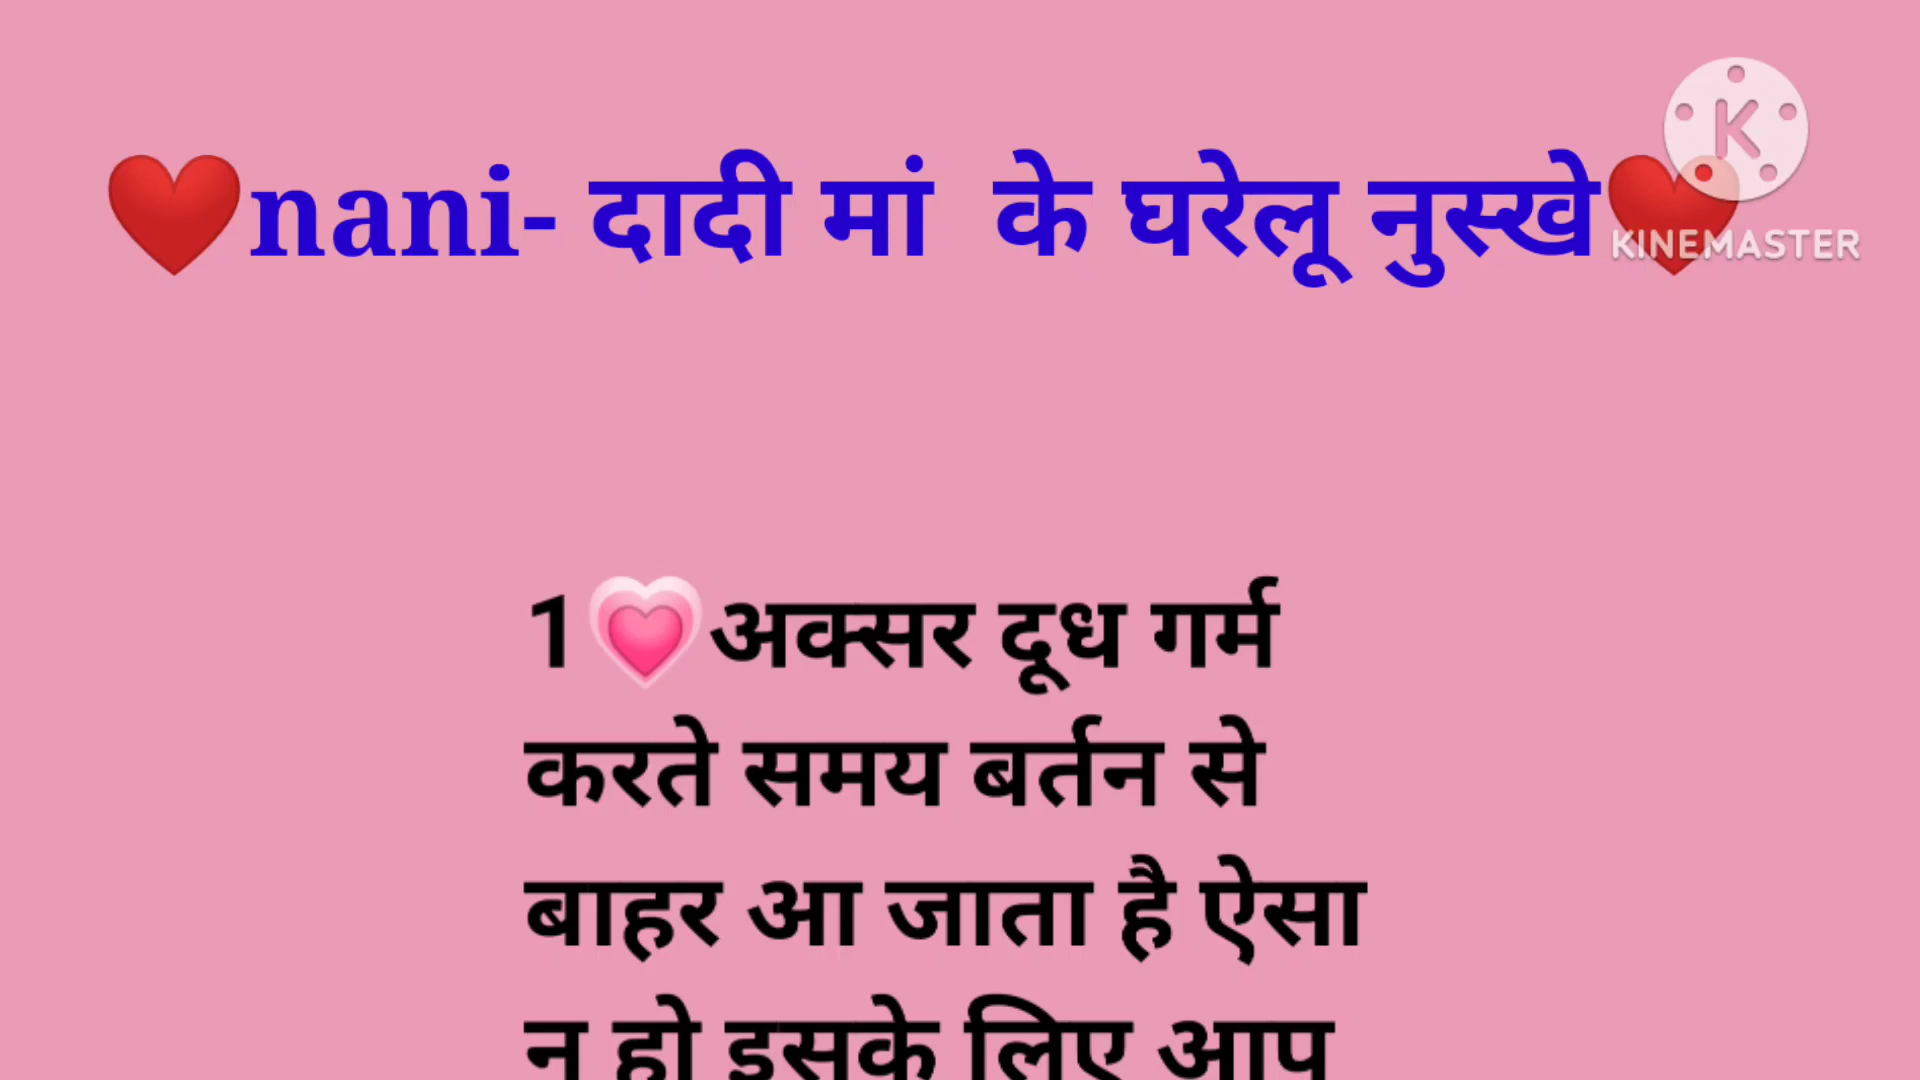 ❤️nani- दादी मां  के घरेलू नुस्खे❤️
KINEMASTER
1💗अक्सर दूध गर्म
करते समय बर्तन से
बाहर आ जाता है ऐसा
न हो इसके लिए आप